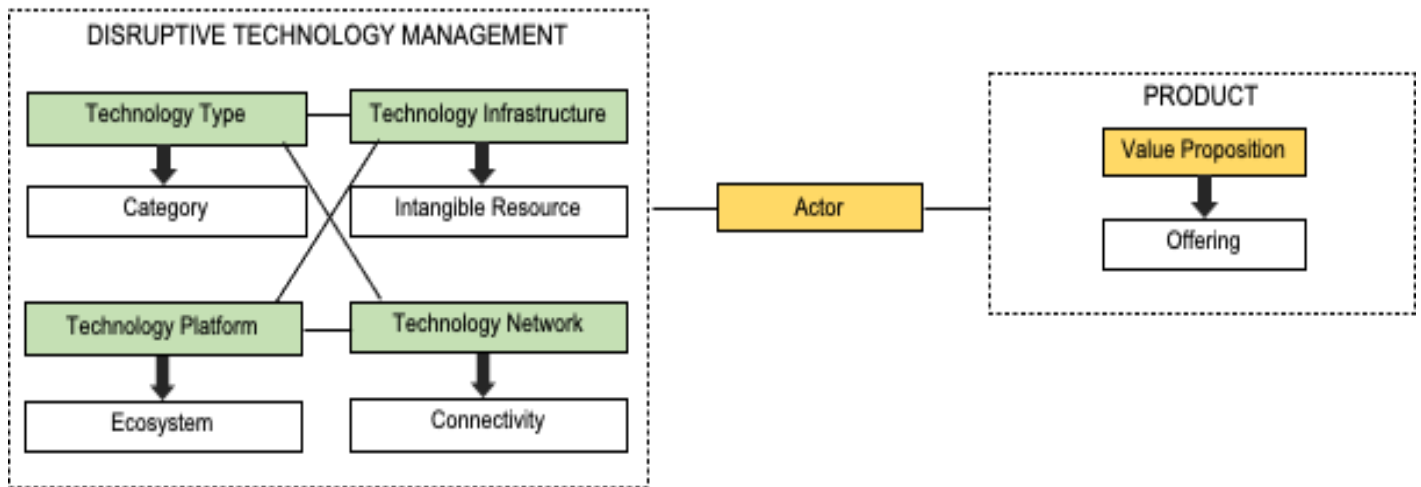 DISRUPTIVE TECHNOLOGY MANAGEMENT
Technology Type
Technology Infrastructure
Category
Intangible Resource
Technology Platform
Technology Network
Ecosystem
Connectivity
Actor
PRODUCT
Value Proposition
Offering